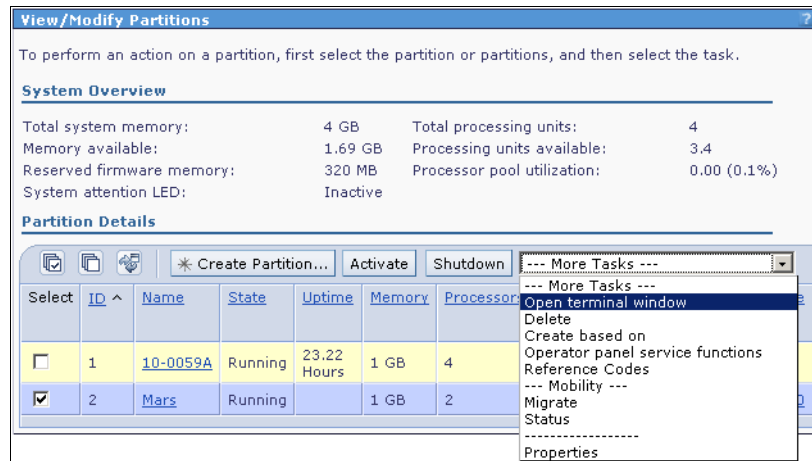 View/Modify Partitions ?
To perform an action on a partition, first select the partition or partitions, and then select the task.
System Overview
Total system memory: 4 GB Total processing units: 4
Memory available: 1.69 GB Processing units available: 3.4
Reserved firmware memory: 320 MB Processor pool utilization: 0.00 (0.1%)
System attention LED: Inactive
Partition Details
Create Partition... Activate Shutdown --- More Tasks ---
Select ID ^ Name State Uptime Memory Processors
1 10-0059A Running 23.22 Hours 1 GB 4
2 Mars Running 1 GB 2
--- More Tasks ---
Open terminal window
Delete
Create based on
Operator panel service functions
Reference Codes
--- Mobility ---
Migrate
Status
------------------
Properties